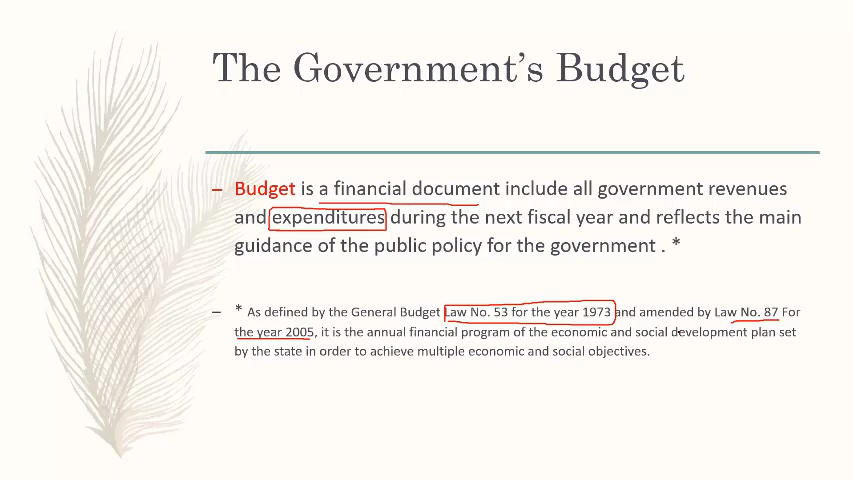 The Government's Budget
– Budget is a financial document include all government revenues
and expenditures during the next fiscal year and reflects the main
guidance of the public policy for the government . *
– * As defined by the General Budget Law No. 53 for the year 1973 and amended by Law No. 87 For
the year 2005, it is the annual financial program of the economic and social development plan set
by the state in order to achieve multiple economic and social objectives.